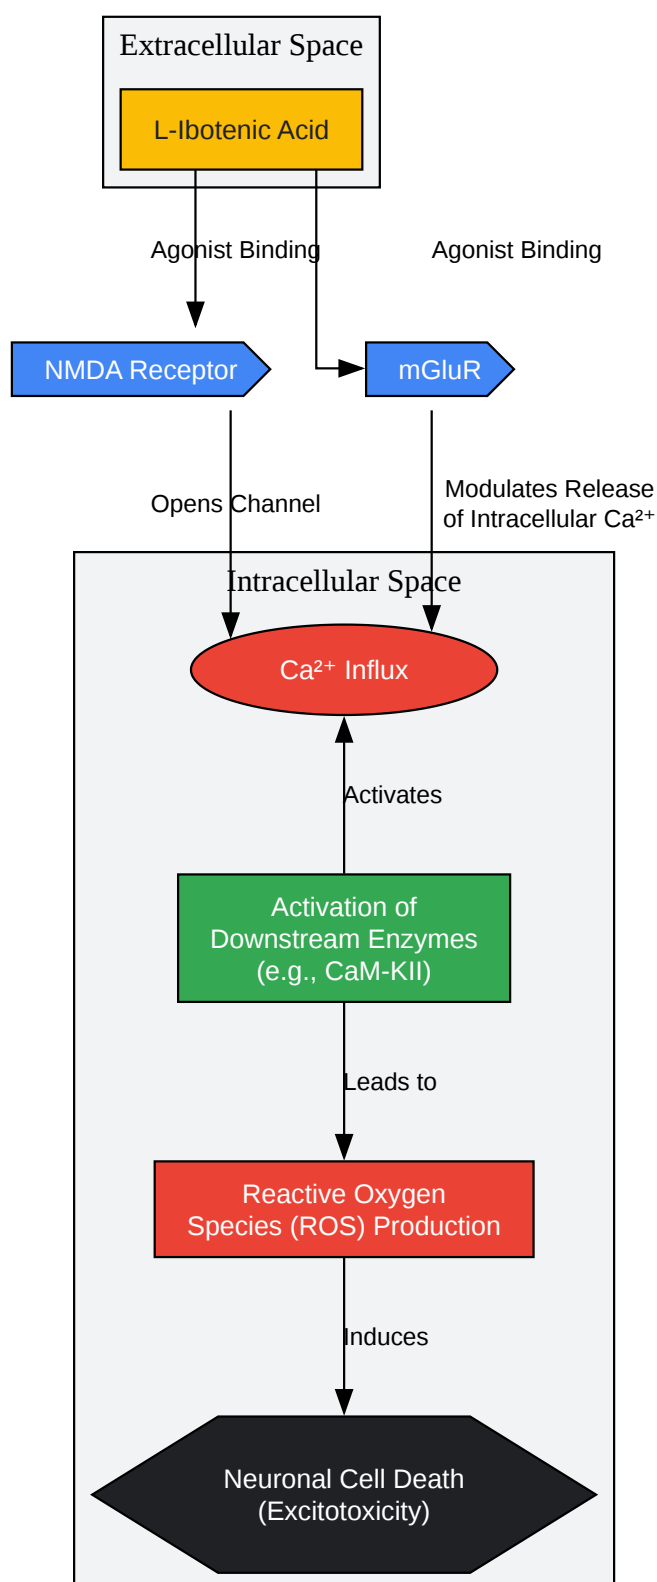 Extracellular Space
L-Ibotenic Acid
Agonist Binding
Agonist Binding
NMDA Receptor
mGluR
Opens Channel
Modulates Release
of Intracellular Ca²⁺
Intracellular Space
Ca²⁺ Influx
Activates
Activation of
Downstream Enzymes
(e.g., CaM-KII)
Leads to
Reactive Oxygen
Species (ROS) Production
Induces
Neuronal Cell Death
(Excitotoxicity)